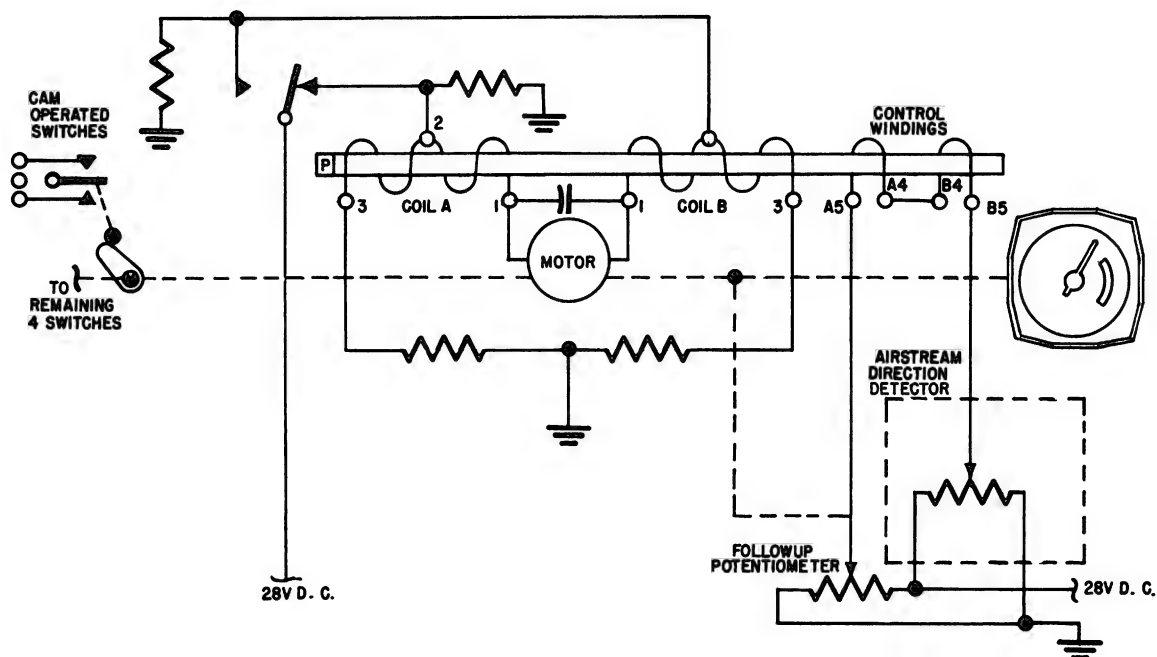 CAM
OPERATED
SWITCHES
2
CONTROL
WINDINGS
P
A4
B4
3
COIL A
1
1
COIL B
3
A5
B5
MOTOR
TO
REMAINING
4 SWITCHES
AIRSTREAM
DIRECTION
DETECTOR
FOLLOWUP
POTENTIOMETER
28V D. C.
28V D. C.